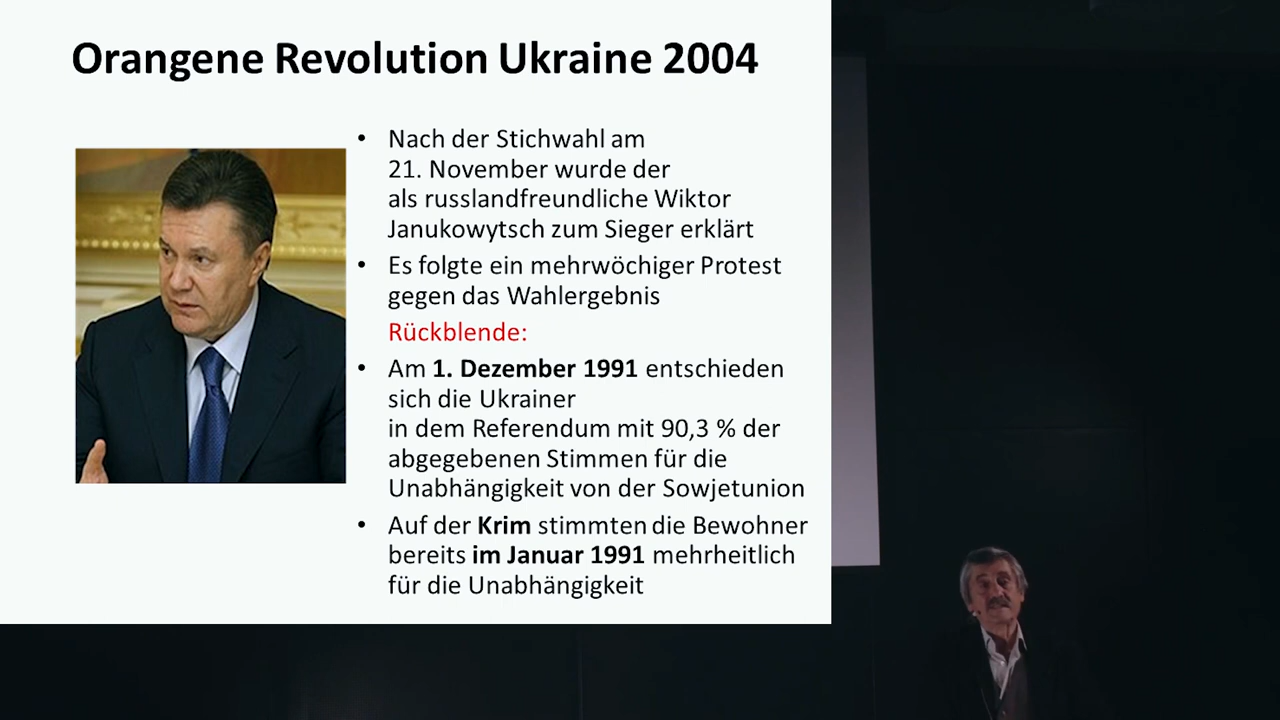 Orangene Revolution Ukraine 2004
• Nach der Stichwahl am
21. November wurde der
als russlandfreundliche Wiktor
Janukowytsch zum Sieger erklärt
• Es folgte ein mehrwöchiger Protest
gegen das Wahlergebnis
Rückblende:
• Am 1. Dezember 1991 entschieden
sich die Ukrainer
in dem Referendum mit 90,3 % der
abgegebenen Stimmen für die
Unabhängigkeit von der Sowjetunion
• Auf der Krim stimmten die Bewohner
bereits im Januar 1991 mehrheitlich
für die Unabhängigkeit